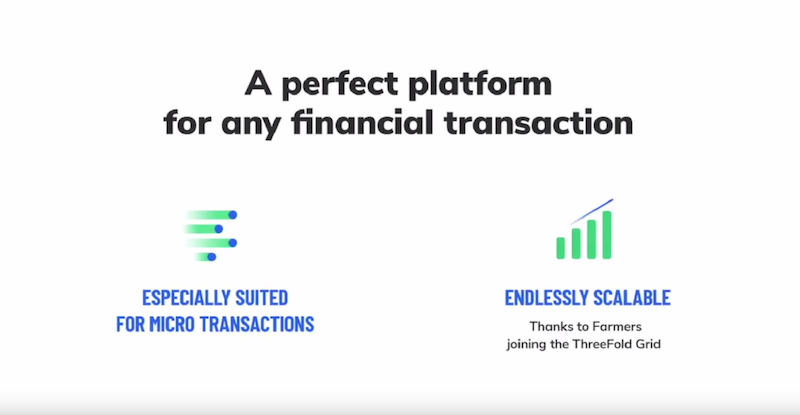 A perfect platform
for any financial transaction
ESPECIALLY SUITED
FOR MICRO TRANSACTIONS
ENDLESSLY SCALABLE
Thanks to Farmers
joining the ThreeFold Grid